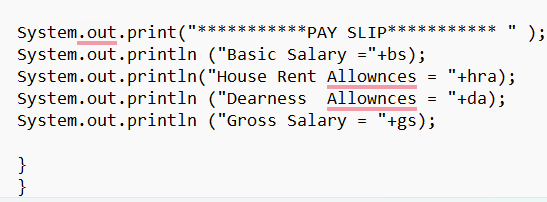 System.out.print("***********PAY SLIP*********** " );
System.out.println ("Basic Salary ="+bs);
System.out.println("House Rent Allownces = "+hra);
System.out.println ("Dearness  Allownces = "+da);
System.out.println ("Gross Salary = "+gs);
}
}